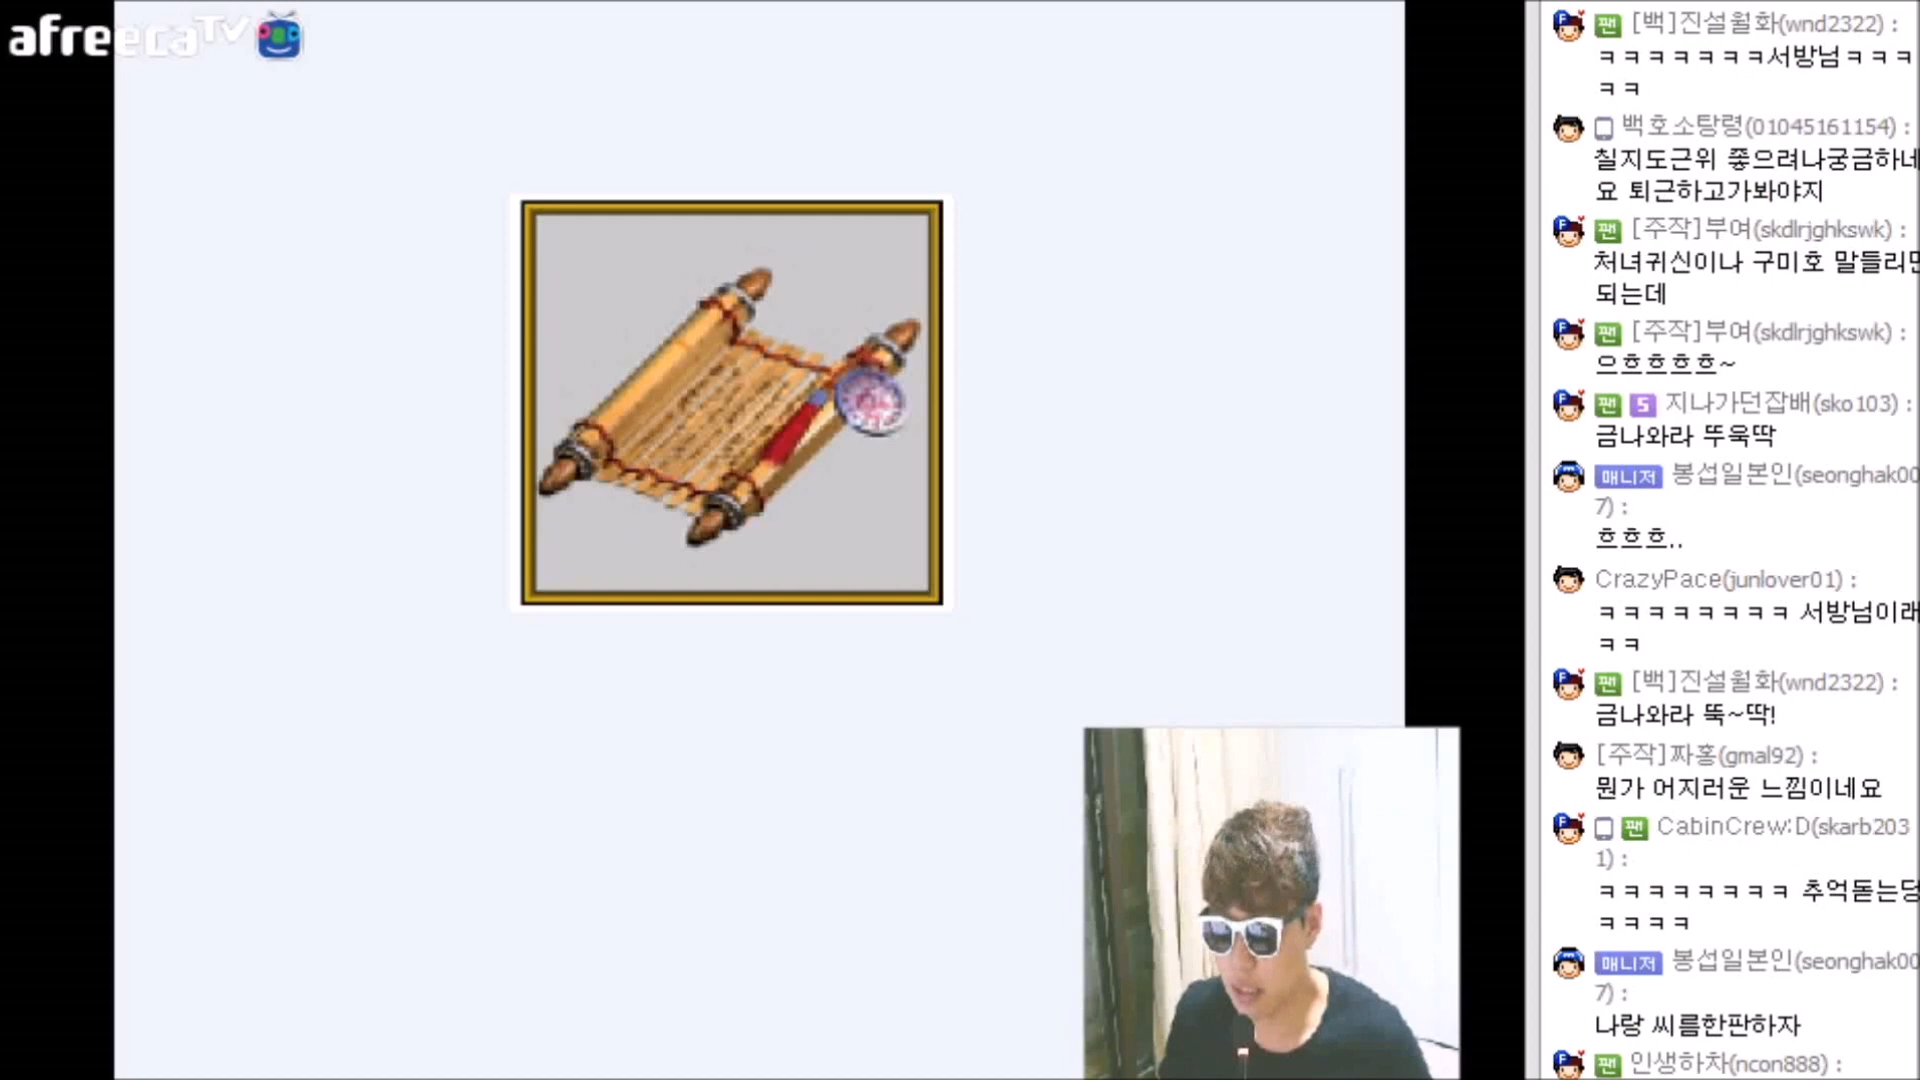 afreecaTV
팬 [백]진설월화(wnd2322) :
ㅋㅋㅋㅋㅋㅋㅋ서방님ㅋㅋㅋ
ㅋㅋ
백호소탕령(01045161154) :
칠지도근위 좋으려나궁금하네
요 퇴근하고가봐야지
팬 [주작]부여(skdlrjghkswk) :
처녀귀신이나 구미호 말들리면
되는데
팬 [주작]부여(skdlrjghkswk) :
으흐흐흐흐~
팬 S 지나가던잡배(sko103) :
금나와라 뚜욱딱
매니저 봉섭일본인(seonghak00
7) :
흐흐흐..
CrazyPace(junlover01) :
ㅋㅋㅋㅋㅋㅋㅋㅋ 서방님이래
ㅋㅋ
팬 [백]진설월화(wnd2322) :
금나와라 뚝~딱!
[주작]짜홍(gmal92) :
뭔가 어지러운 느낌이네요
팬 CabinCrew:D(skarb203
1) :
ㅋㅋㅋㅋㅋㅋㅋㅋ 추억돋는덩
ㅋㅋㅋㅋ
매니저 봉섭일본인(seonghak00
7) :
나랑 씨름한판하자
팬 인생하차(ncon888) :